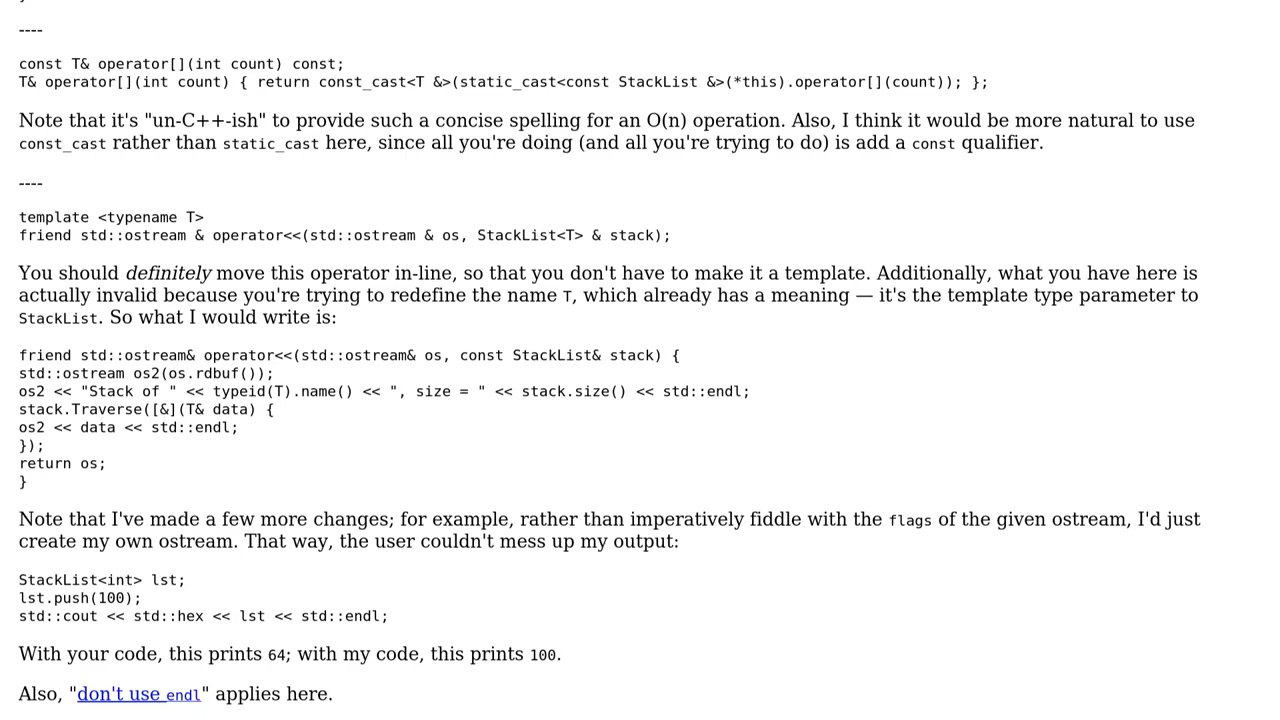 ----
const T& operator[](int count) const;
T& operator[](int count) { return const_cast<T &>(static_cast<const StackList &>(*this).operator[](count)); };
Note that it's "un-C++-ish" to provide such a concise spelling for an O(n) operation. Also, I think it would be more natural to use
const_cast rather than static_cast here, since all you're doing (and all you're trying to do) is add a const qualifier.
----
template <typename T>
friend std::ostream & operator<<(std::ostream & os, StackList<T> & stack);
You should definitely move this operator in-line, so that you don't have to make it a template. Additionally, what you have here is
actually invalid because you're trying to redefine the name T, which already has a meaning — it's the template type parameter to
StackList. So what I would write is:
friend std::ostream& operator<<(std::ostream& os, const StackList& stack) {
std::ostream os2(os.rdbuf());
os2 << "Stack of " << typeid(T).name() << ", size = " << stack.size() << std::endl;
stack.Traverse([&](T& data) {
os2 << data << std::endl;
});
return os;
}
Note that I've made a few more changes; for example, rather than imperatively fiddle with the flags of the given ostream, I'd just
create my own ostream. That way, the user couldn't mess up my output:
StackList<int> lst;
lst.push(100);
std::cout << std::hex << lst << std::endl;
With your code, this prints 64; with my code, this prints 100.
Also, "don't use endl" applies here.